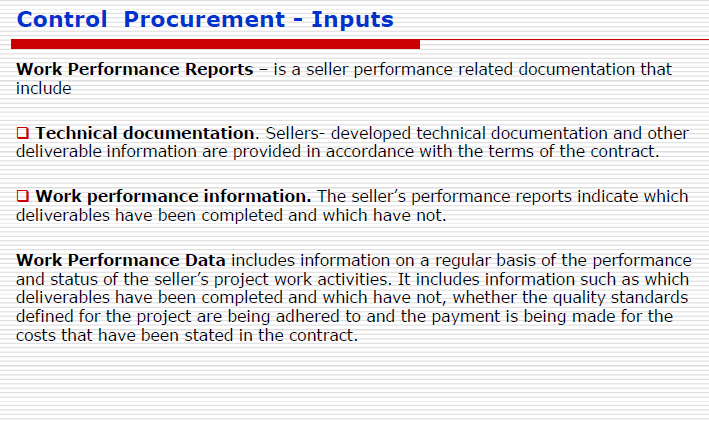 Control  Procurement - Inputs
Work Performance Reports – is a seller performance related documentation that
include
❑ Technical documentation. Sellers- developed technical documentation and other
deliverable information are provided in accordance with the terms of the contract.
❑ Work performance information. The seller’s performance reports indicate which
deliverables have been completed and which have not.
Work Performance Data includes information on a regular basis of the performance
and status of the seller’s project work activities. It includes information such as which
deliverables have been completed and which have not, whether the quality standards
defined for the project are being adhered to and the payment is being made for the
costs that have been stated in the contract.